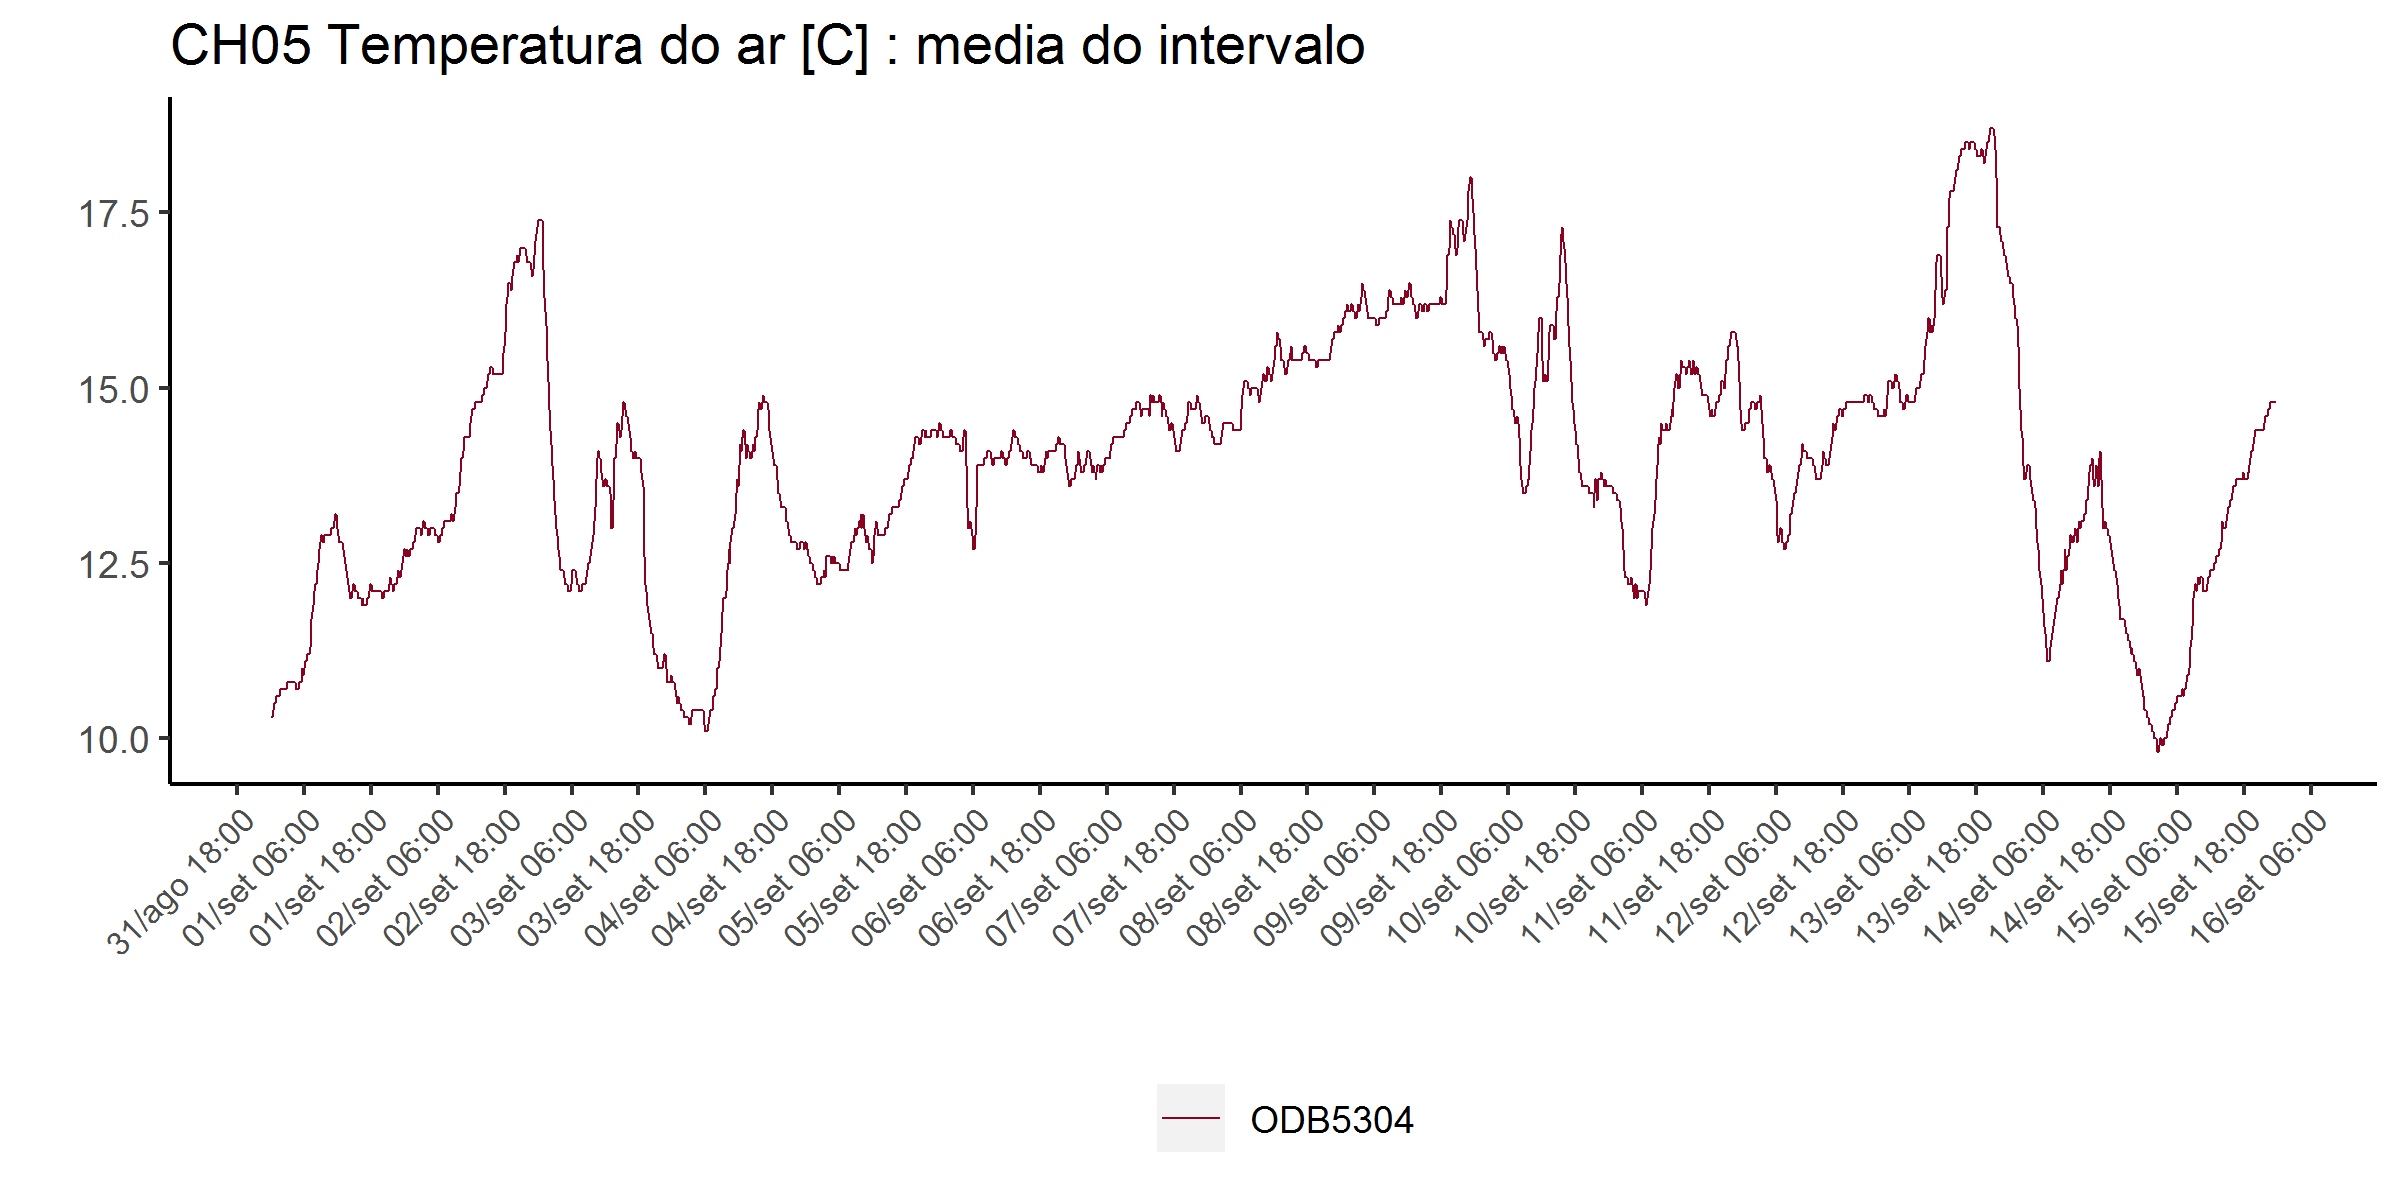 CH05 Temperatura do ar [C] : media do intervalo
17.5
15.0
12.5
10.0
31/ago 18:00
01/set 06:00
01/set 18:00
02/set 06:00
02/set 18:00
03/set 06:00
03/set 18:00
04/set 06:00
04/set 18:00
05/set 06:00
05/set 18:00
06/set 06:00
06/set 18:00
07/set 06:00
07/set 18:00
08/set 06:00
08/set 18:00
09/set 06:00
09/set 18:00
10/set 06:00
10/set 18:00
11/set 06:00
11/set 18:00
12/set 06:00
12/set 18:00
13/set 06:00
13/set 18:00
14/set 06:00
14/set 18:00
15/set 06:00
15/set 18:00
16/set 06:00
ODB5304